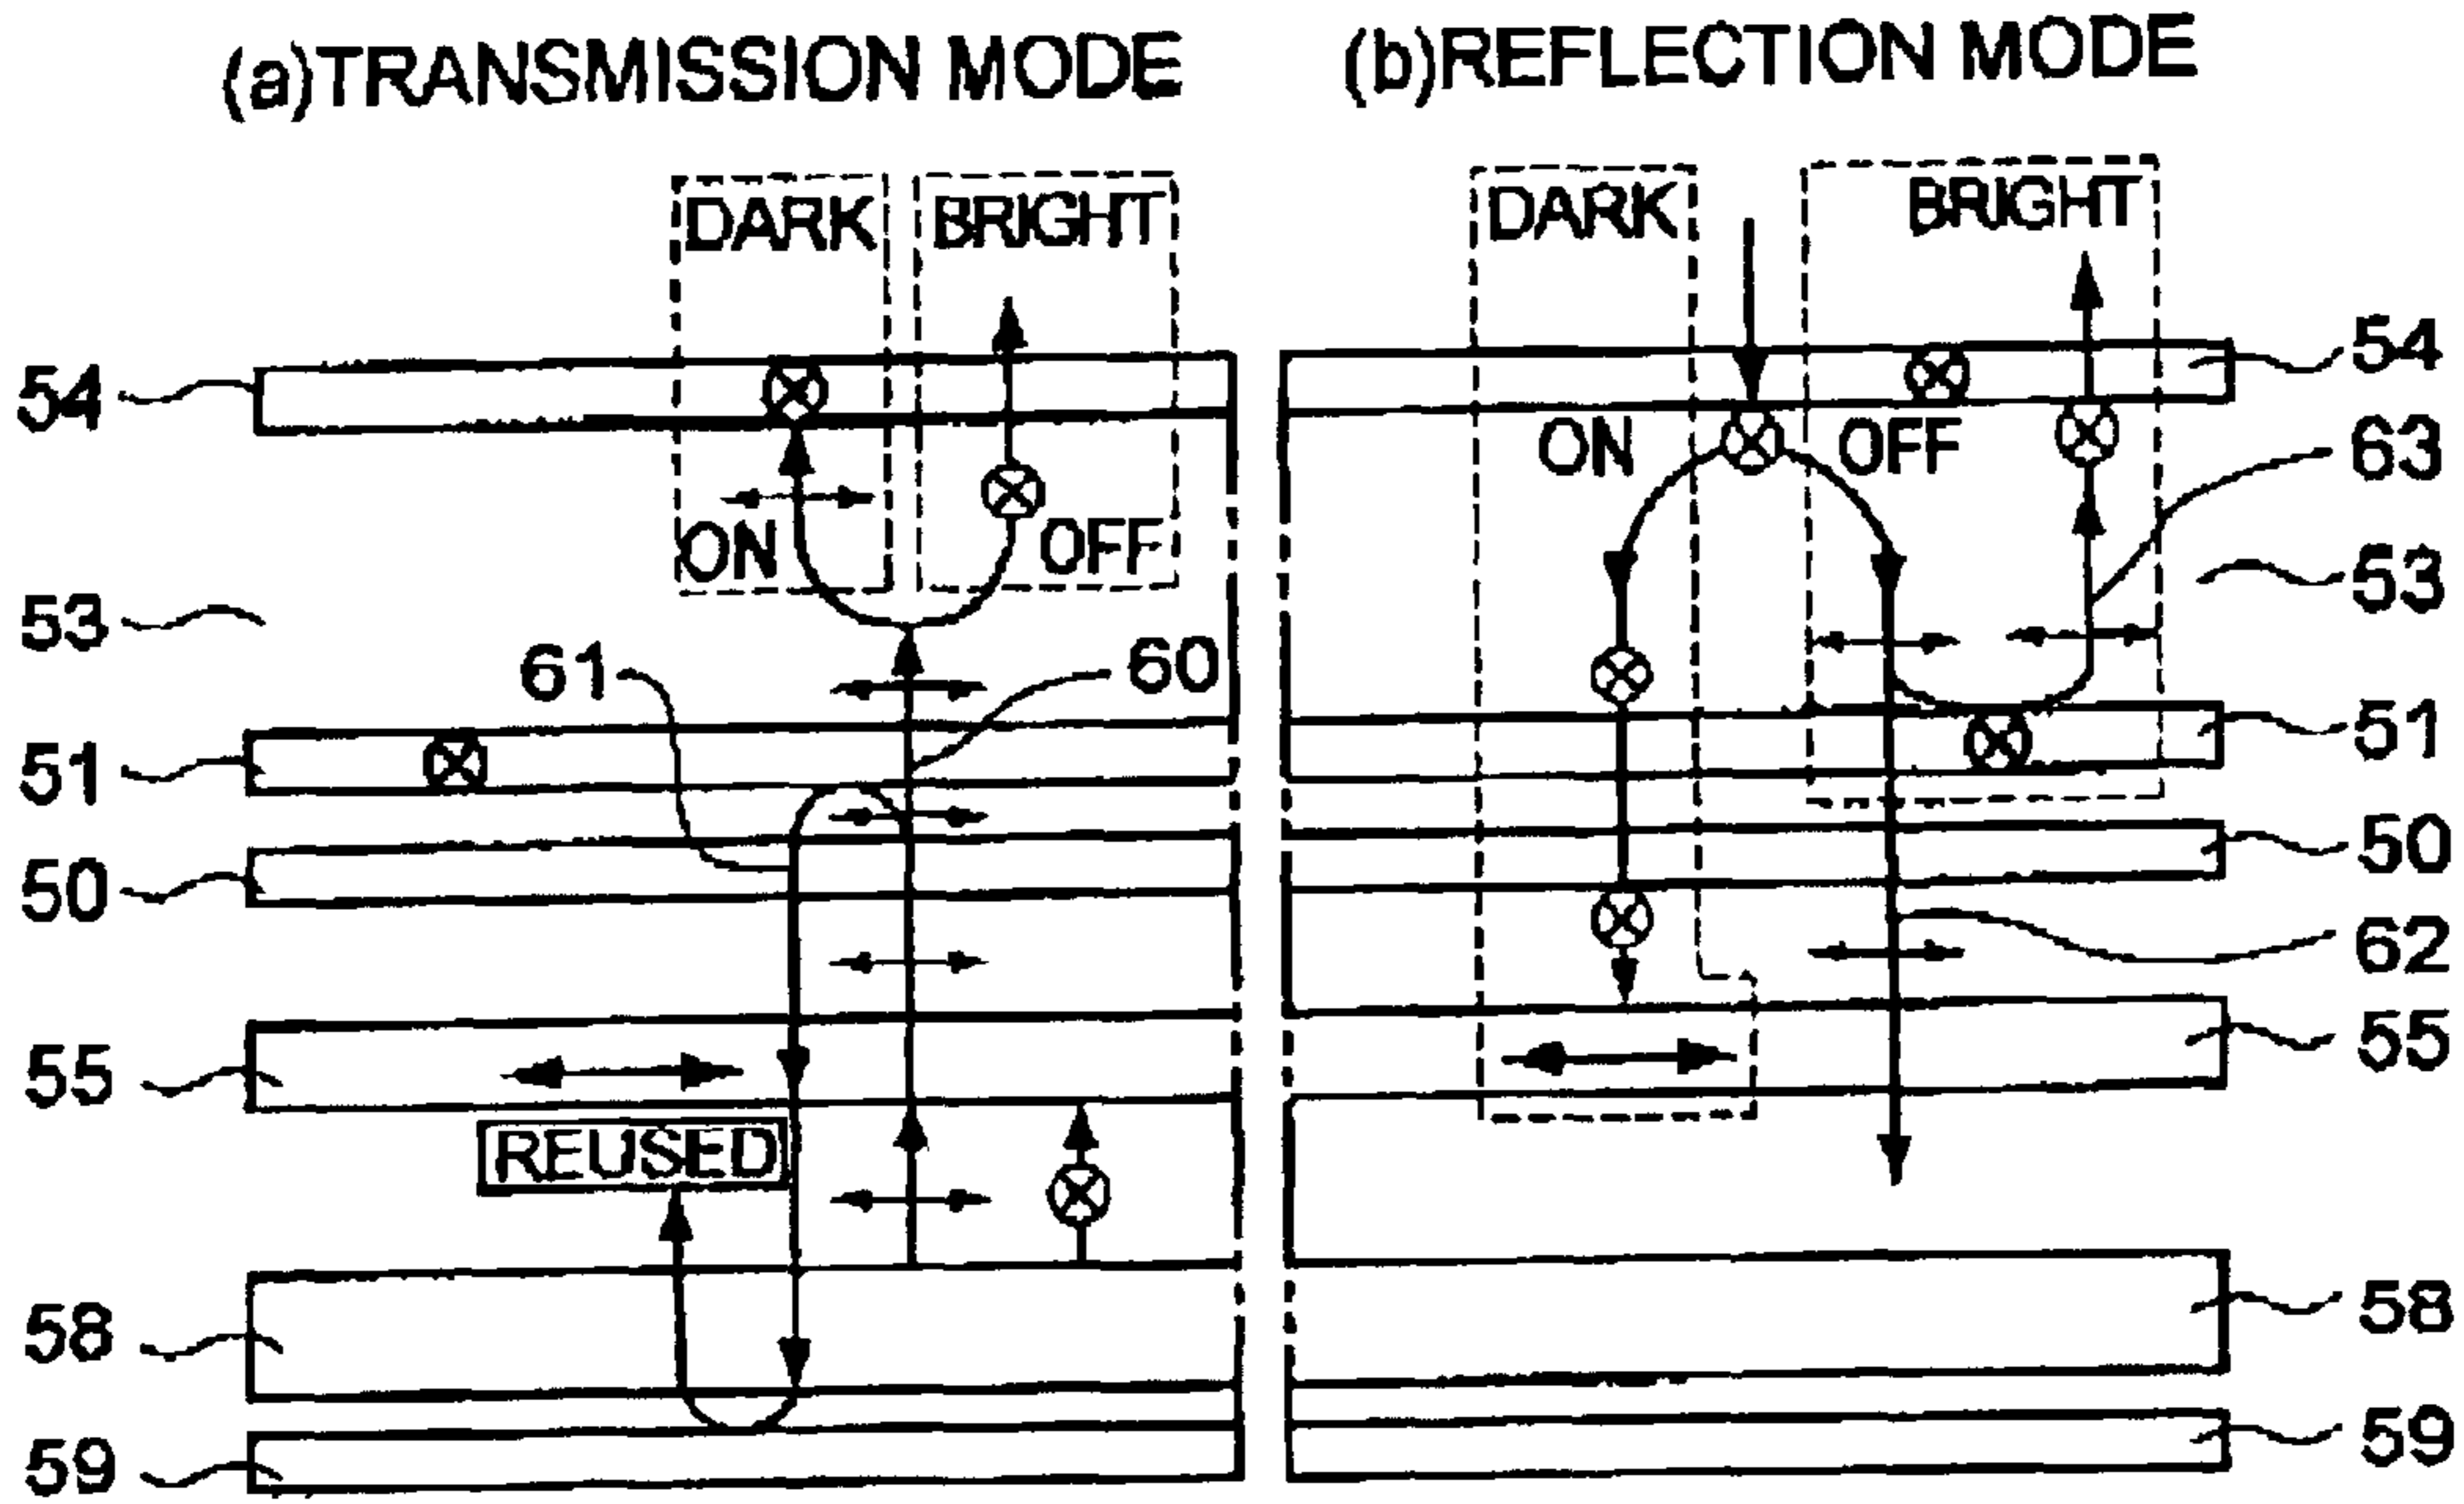 (a)TRANSMISSION MODE (b)REFLECTION MODE
DARK BRIGHT DARK BRIGHT
54 54
ON OFF
63
ON OFF
53 53
61 60
51 51
50 50
62
55 55
REUSED
58 58
59 59